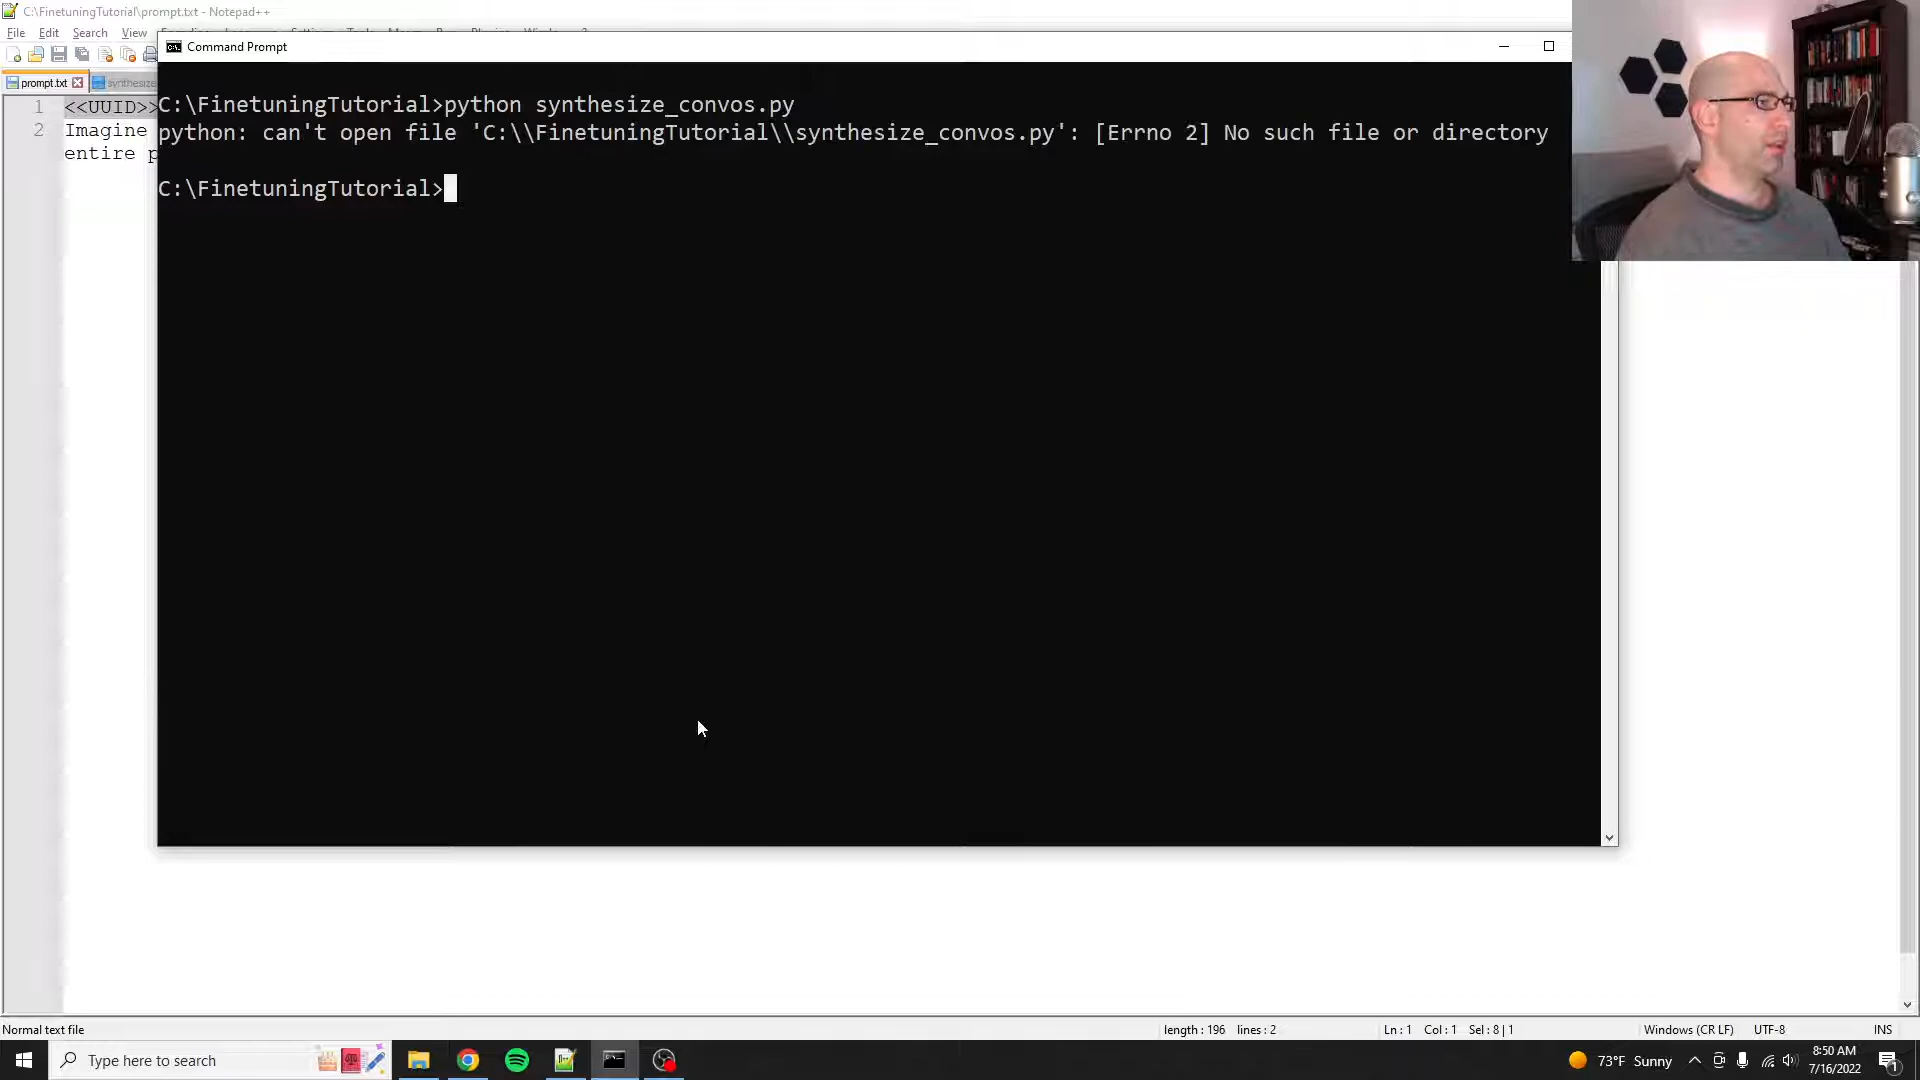 C:\FinetuningTutorial\prompt.txt - Notepad++
File Edit Search View
Command Prompt
prompt.txt
synthesize
1 <<UUID>>
2 Imagine
entire p
C:\FinetuningTutorial>python synthesize_convos.py
python: can't open file 'C:\\FinetuningTutorial\\synthesize_convos.py': [Errno 2] No such file or directory
C:\FinetuningTutorial>
Normal text file
length : 196 lines : 2
Ln : 1 Col : 1 Sel : 8 | 1
Windows (CR LF)
UTF-8
INS
Type here to search
73°F Sunny
8:50 AM
7/16/2022
1